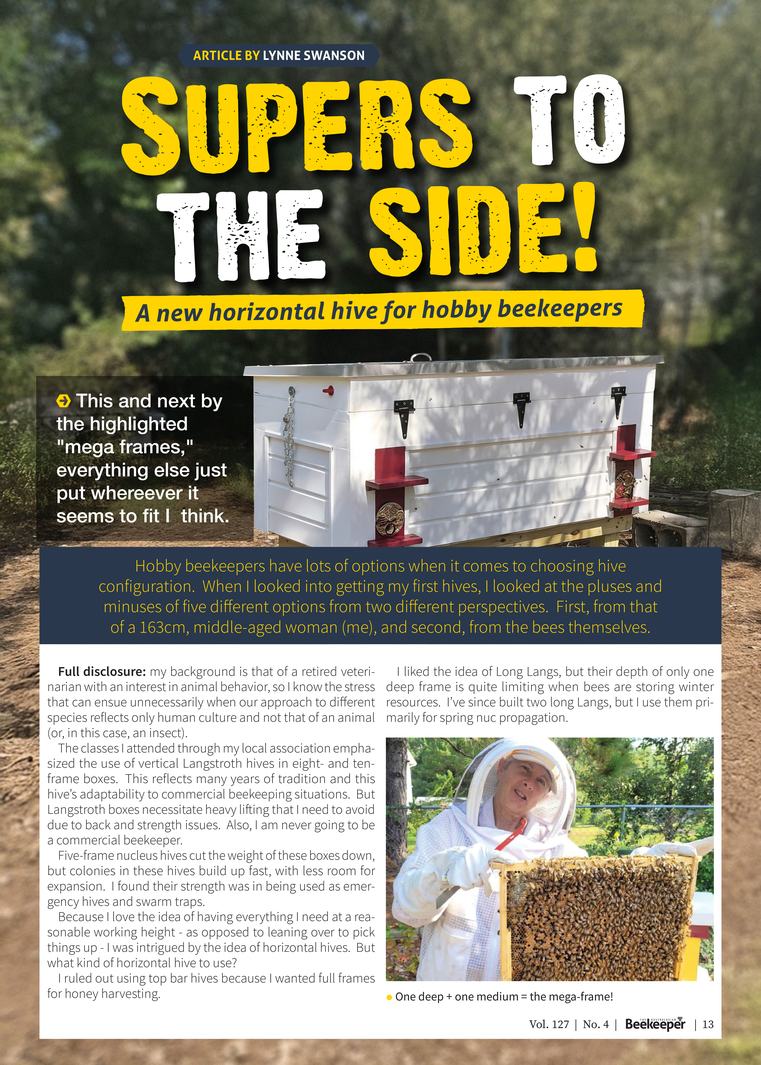 ARTICLE BY LYNNE SWANSON
SUPERS TO
THE SIDE!
A new horizontal hive for hobby beekeepers
This and next by
the highlighted
"mega frames,"
everything else just
put whereever it
seems to fit I think.
Hobby beekeepers have lots of options when it comes to choosing hive
configuration. When I looked into getting my first hives, I looked at the pluses and
minuses of five different options from two different perspectives. First, from that
of a 163cm, middle-aged woman (me), and second, from the bees themselves.
Full disclosure: my background is that of a retired veteri-
narian with an interest in animal behavior, so I know the stress
that can ensue unnecessarily when our approach to different
species reflects only human culture and not that of an animal
(or, in this case, an insect).
The classes I attended through my local association empha-
sized the use of vertical Langstroth hives in eight- and ten-
frame boxes. This reflects many years of tradition and this
hive's adaptability to commercial beekeeping situations. But
Langstroth boxes necessitate heavy lifting that I need to avoid
due to back and strength issues. Also, I am never going to be
a commercial beekeeper.
Five-frame nucleus hives cut the weight of these boxes down,
but colonies in these hives build up fast, with less room for
expansion. I found their strength was in being used as emer-
gency hives and swarm traps.
Because I love the idea of having everything I need at a rea-
sonable working height - as opposed to leaning over to pick
things up - I was intrigued by the idea of horizontal hives. But
what kind of horizontal hive to use?
I ruled out using top bar hives because I wanted full frames
for honey harvesting.
I liked the idea of Long Langs, but their depth of only one
deep frame is quite limiting when bees are storing winter
resources. I've since built two long Langs, but I use them pri-
marily for spring nuc propagation.
One deep + one medium = the mega-frame!
Vol. 127 | No. 4 | THE AUSTRALASIAN Beekeeper | 13